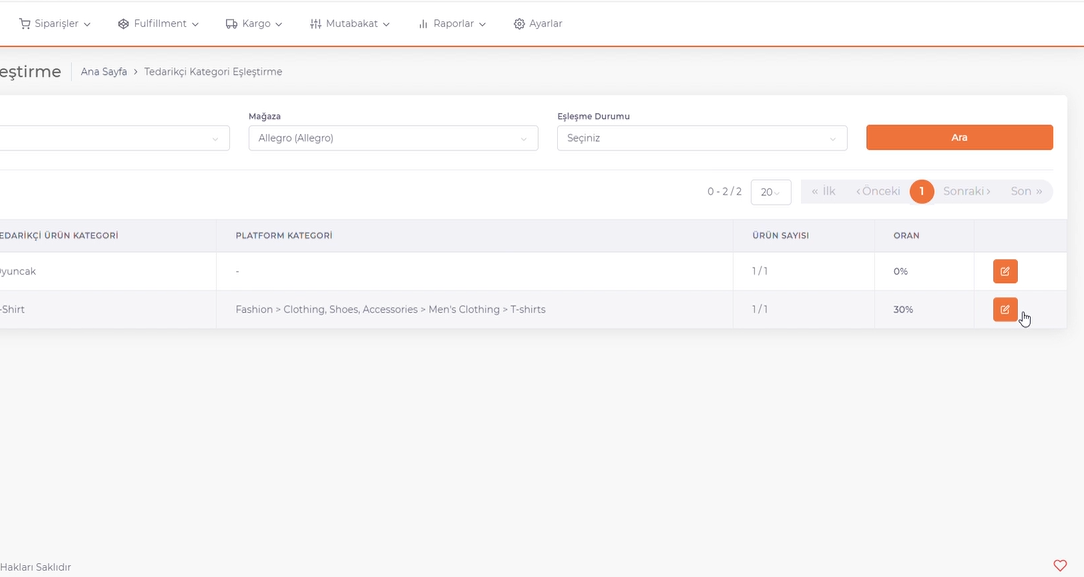 Siparişler Fulfillment Kargo Mutabakat Raporlar Ayarlar
eştirme Ana Sayfa > Tedarikçi Kategori Eşleştirme
Mağaza Eşleşme Durumu
Allegro (Allegro) Seçiniz Ara
0 - 2 / 2 20 « İlk ‹ Önceki 1 Sonraki › Son »
EDARİKÇİ ÜRÜN KATEGORİ PLATFORM KATEGORİ ÜRÜN SAYISI ORAN
yuncak - 1 / 1 0%
-Shirt Fashion > Clothing, Shoes, Accessories > Men's Clothing > T-shirts 1 / 1 30%
Hakları Saklıdır